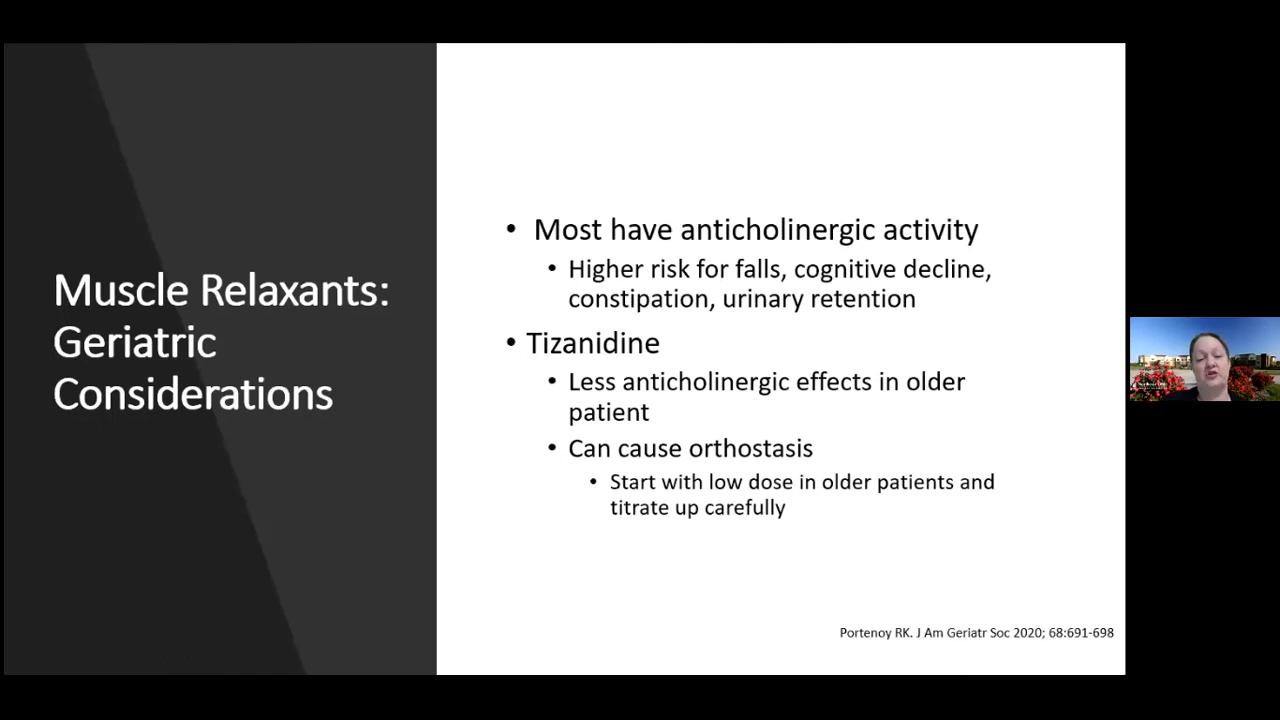 Muscle Relaxants:
Geriatric
Considerations
• Most have anticholinergic activity
• Higher risk for falls, cognitive decline,
constipation, urinary retention
• Tizanidine
• Less anticholinergic effects in older
patient
• Can cause orthostasis
• Start with low dose in older patients and
titrate up carefully
Portenoy RK. J Am Geriatr Soc 2020; 68:691-698